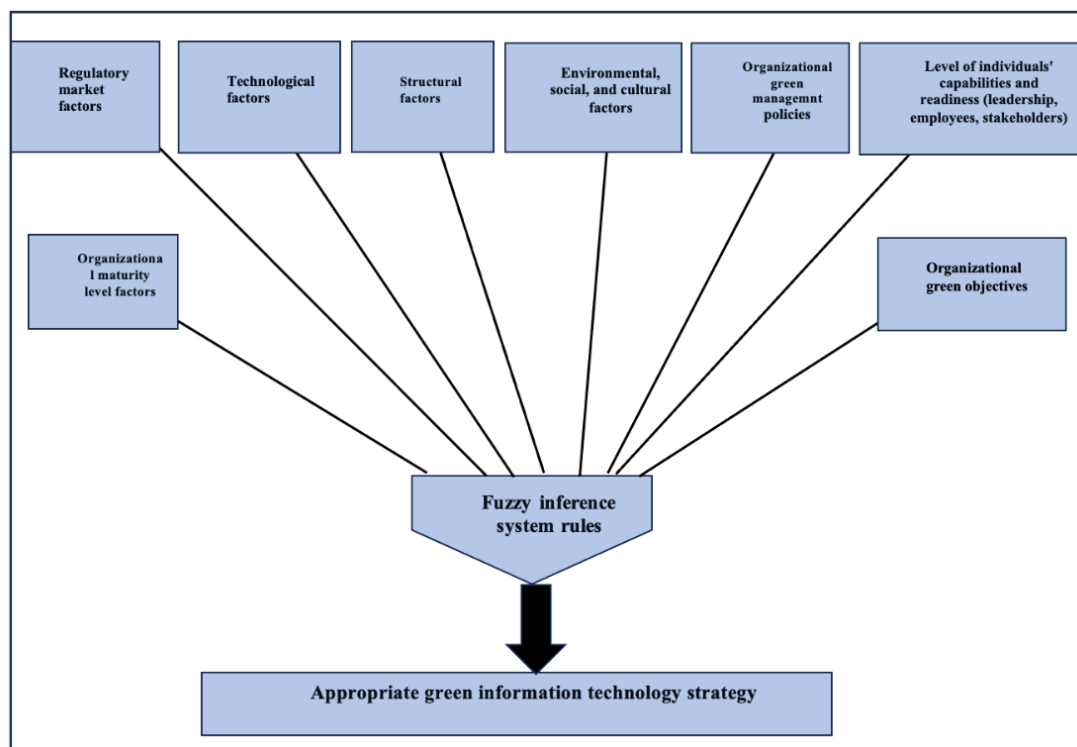 Regulatory
market
factors
Technological
factors
Structural
factors
Environmental,
social, and cultural
factors
Organizational
green
managemnt
policies
Level of individuals'
capabilities and
readiness (leadership,
employees, stakeholders)
Organizationa
l maturity
level factors
Organizational
green objectives
Fuzzy inference
system rules
Appropriate green information technology strategy